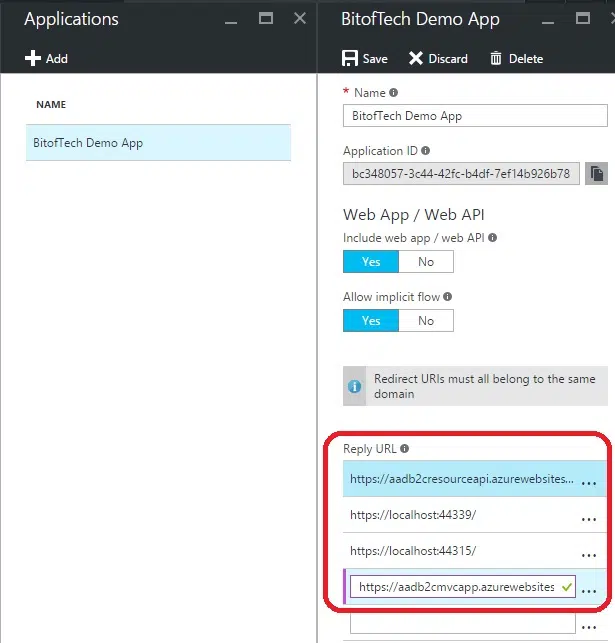 Applications
Add
NAME
BitofTech Demo App
BitofTech Demo App
Save Discard Delete
* Name
BitofTech Demo App
Application ID
bc348057-3c44-42fc-b4df-7ef14b926b78
Web App / Web API
Include web app / web API
Yes No
Allow implicit flow
Yes No
Redirect URIs must all belong to the same
domain
Reply URL
https://aadb2cresourceapi.azurewebsites... ...
https://localhost:44339/ ...
https://localhost:44315/ ...
https://aadb2cmvcapp.azurewebsites ...
...